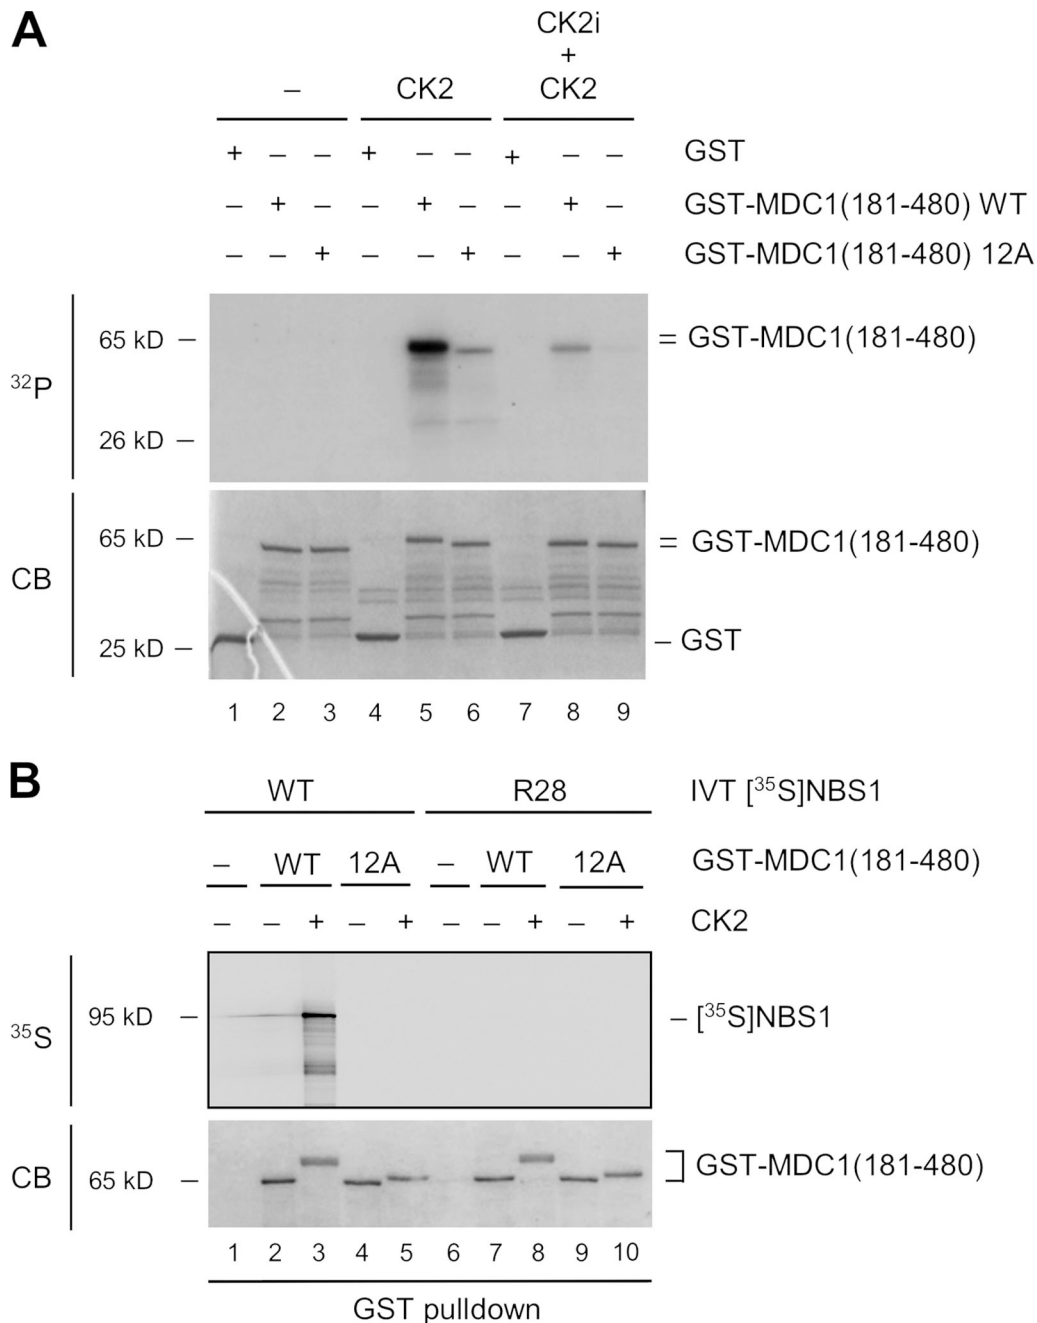 A
CK2i
+
– CK2 CK2
+ – – + – – + – – GST
– + – – + – – + – GST-MDC1(181-480) WT
– – + – – + – – + GST-MDC1(181-480) 12A
65 kD – = GST-MDC1(181-480)
³²P
26 kD –
65 kD – = GST-MDC1(181-480)
CB
– GST
25 kD –
1 2 3 4 5 6 7 8 9
B
WT R28 IVT [³⁵S]NBS1
– WT 12A – WT 12A GST-MDC1(181-480)
– – + – + – – + – + CK2
95 kD – – [³⁵S]NBS1
³⁵S
CB 65 kD – GST-MDC1(181-480)
1 2 3 4 5 6 7 8 9 10
GST pulldown